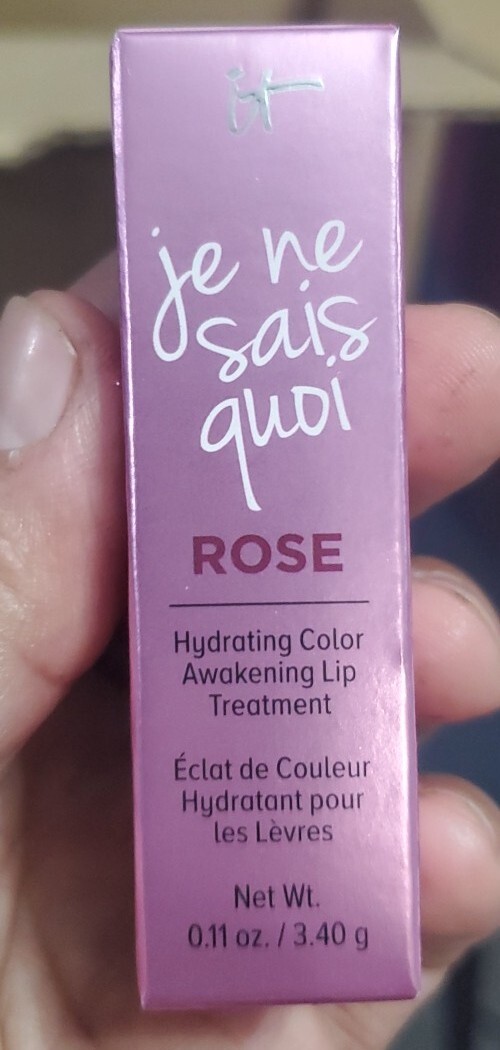 it
je ne
sais
quoi
ROSE
Hydrating Color
Awakening Lip
Treatment
Éclat de Couleur
Hydratant pour
les Lèvres
Net Wt.
0.11 oz. / 3.40 g